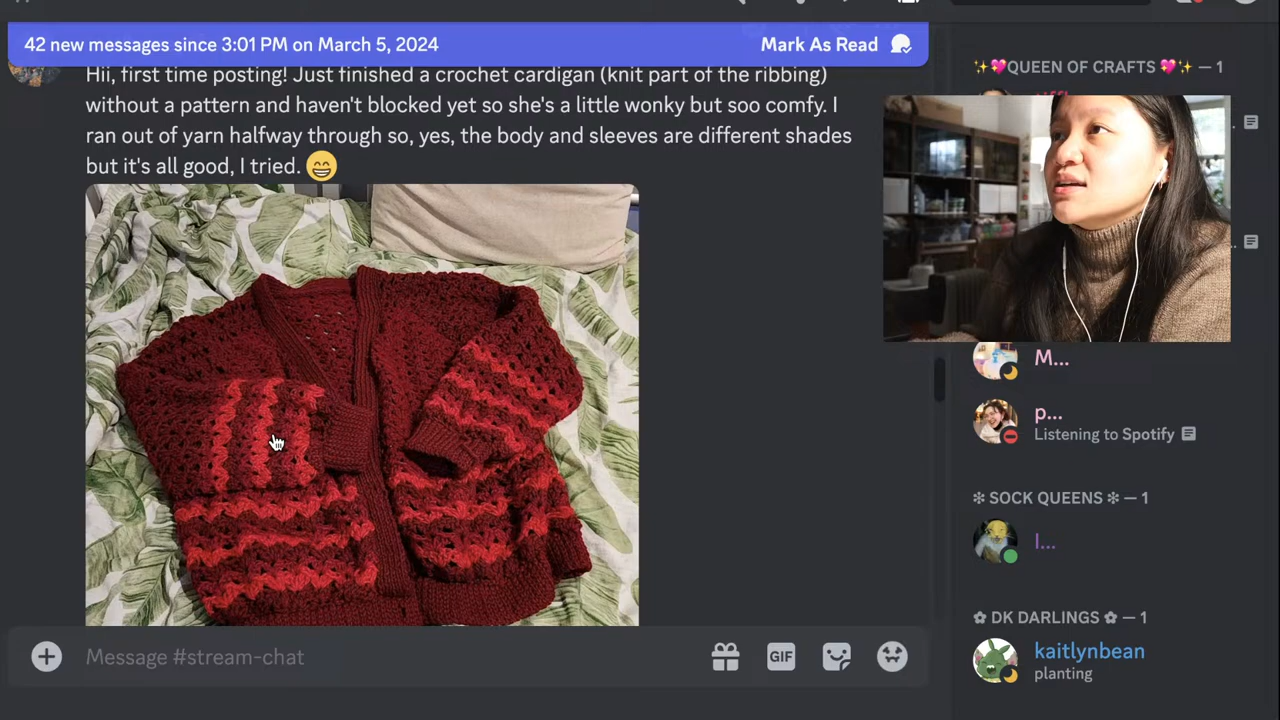 42 new messages since 3:01 PM on March 5, 2024
Mark As Read
Hii, first time posting! Just finished a crochet cardigan (knit part of the ribbing)
without a pattern and haven't blocked yet so she's a little wonky but soo comfy. I
ran out of yarn halfway through so, yes, the body and sleeves are different shades
but it's all good, I tried. 😁
Message #stream-chat
GIF
✨💖QUEEN OF CRAFTS 💖✨ — 1
M...
p...
Listening to Spotify
❇ SOCK QUEENS ❇ — 1
l...
✿ DK DARLINGS ✿ — 1
kaitlynbean
planting